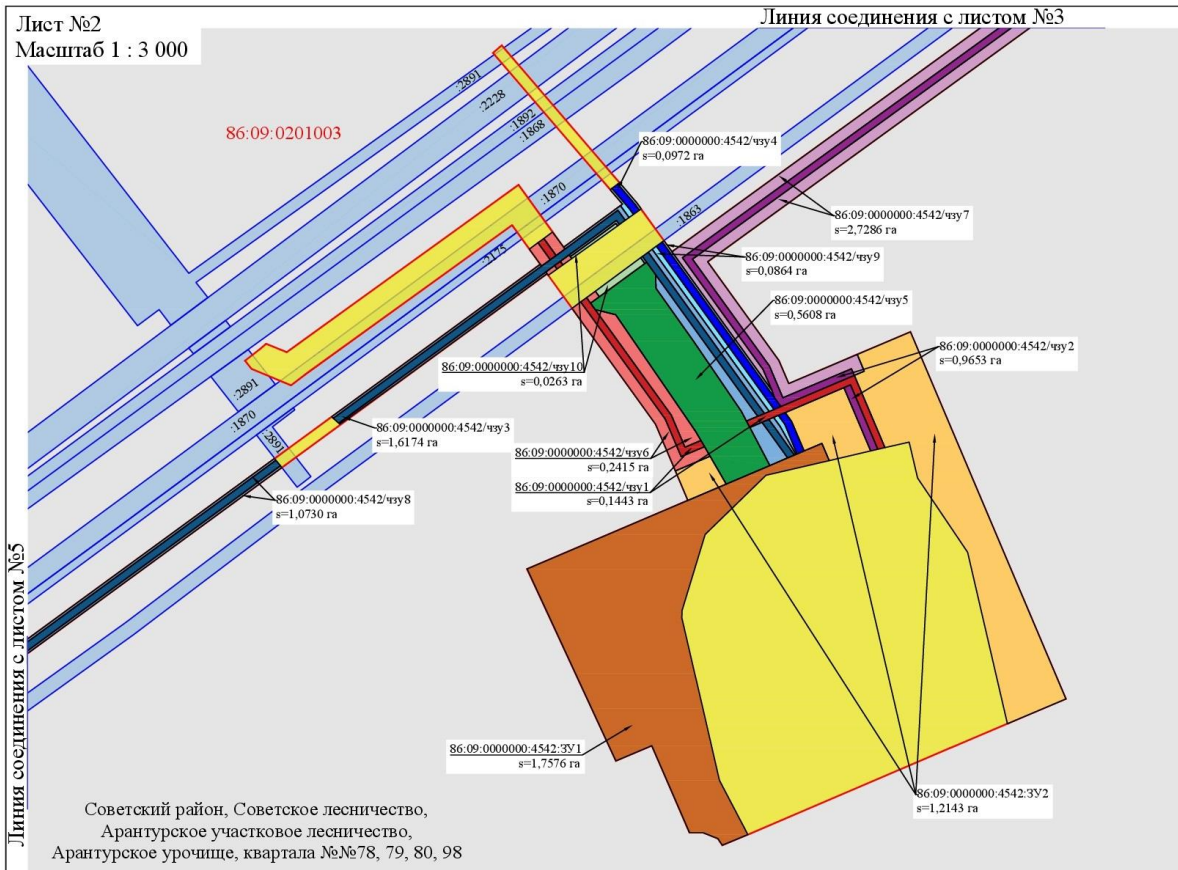 Лист №2
Масштаб 1 : 3 000
Линия соединения с листом №3
86:09:0201003
:2891
:2228
:1892
:1868
:1870
:2175
:1863
86:09:0000000:4542/чзу4
s=0,0972 га
86:09:0000000:4542/чзу7
s=2,7286 га
86:09:0000000:4542/чзу9
s=0,0864 га
86:09:0000000:4542/чзу5
s=0,5608 га
86:09:0000000:4542/чзу2
s=0,9653 га
86:09:0000000:4542/чзу10
s=0,0263 га
:2891
:1870
:2891
86:09:0000000:4542/чзу3
s=1,6174 га
86:09:0000000:4542/чзу6
s=0,2415 га
86:09:0000000:4542/чзу1
s=0,1443 га
86:09:0000000:4542/чзу8
s=1,0730 га
Линия соединения с листом №5
86:09:0000000:4542:ЗУ1
s=1,7576 га
86:09:0000000:4542:ЗУ2
s=1,2143 га
Советский район, Советское лесничество,
Арантурское участковое лесничество,
Арантурское урочище, квартала №№78, 79, 80, 98